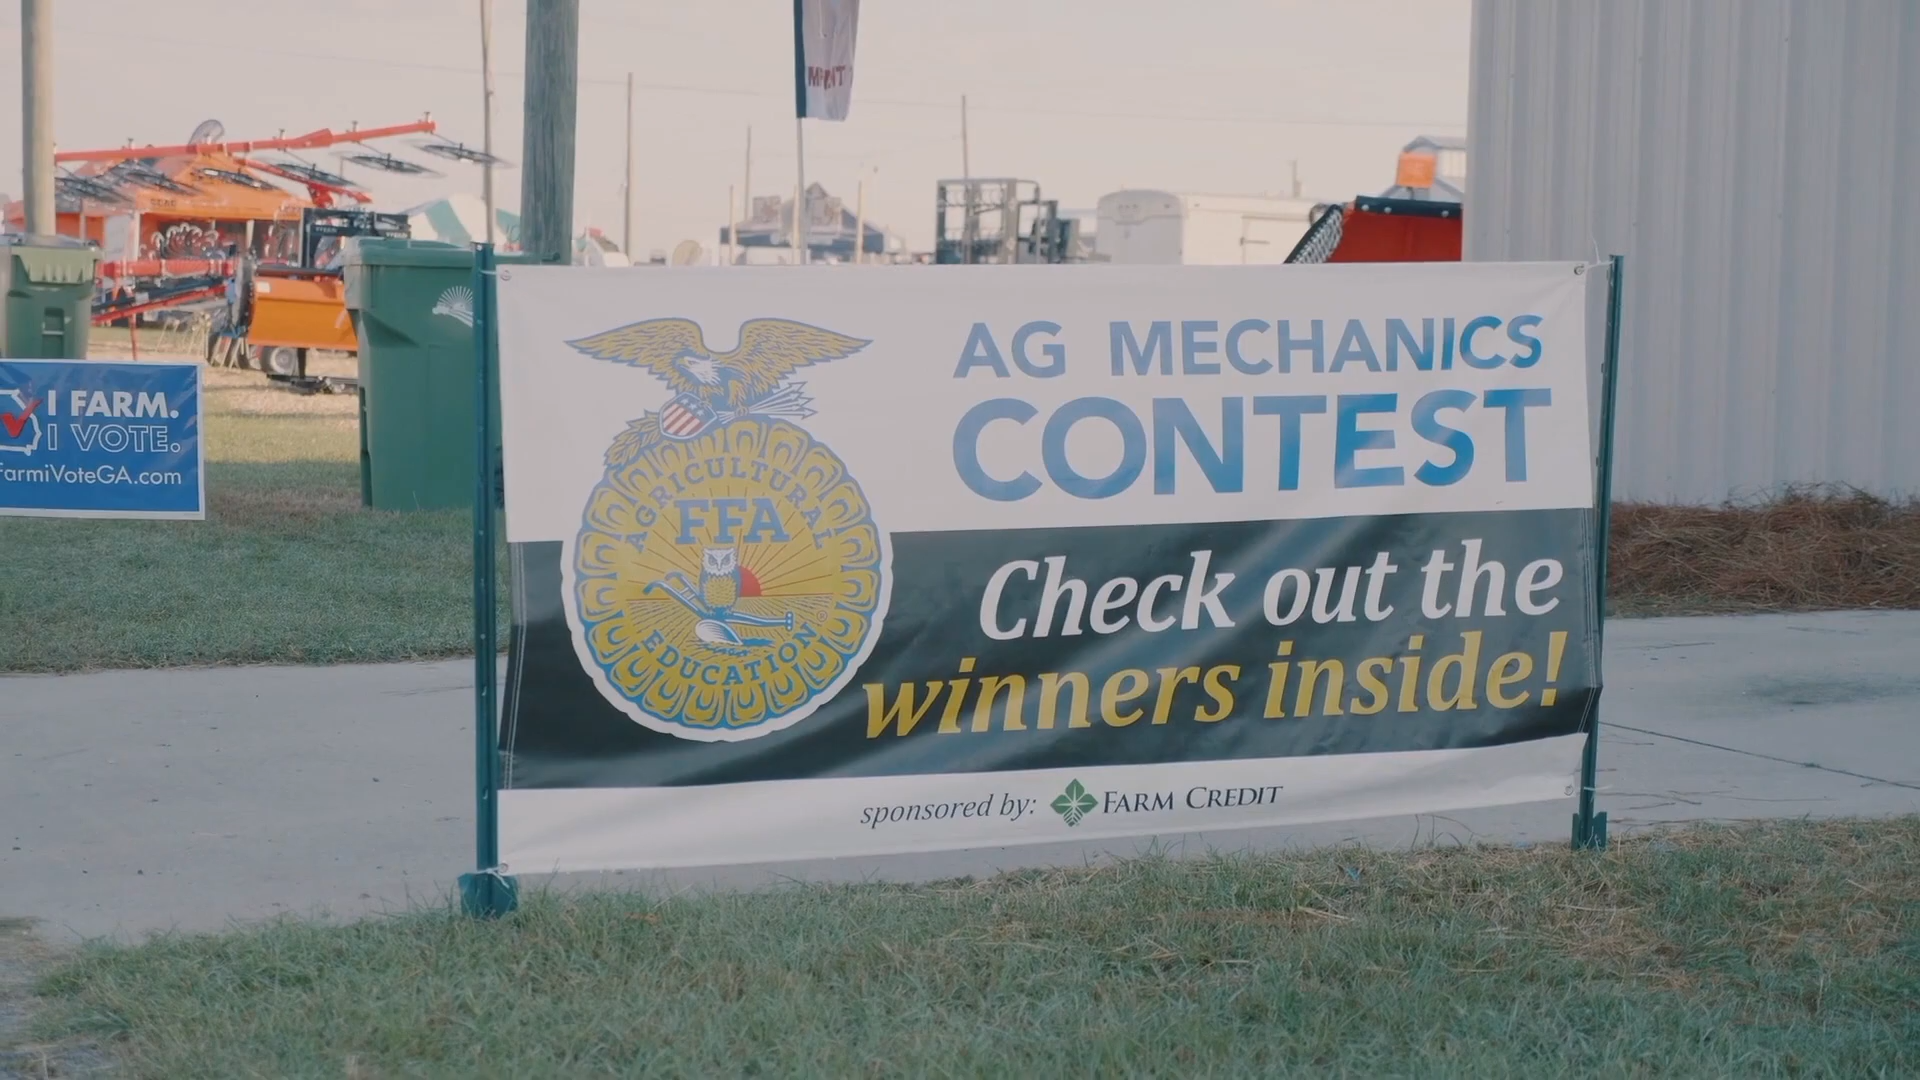 I FARM.
I VOTE.
FarmiVoteGA.com
AGRICULTURAL
FFA
EDUCATION
AG MECHANICS
CONTEST
Check out the
winners inside!
sponsored by: FARM CREDIT